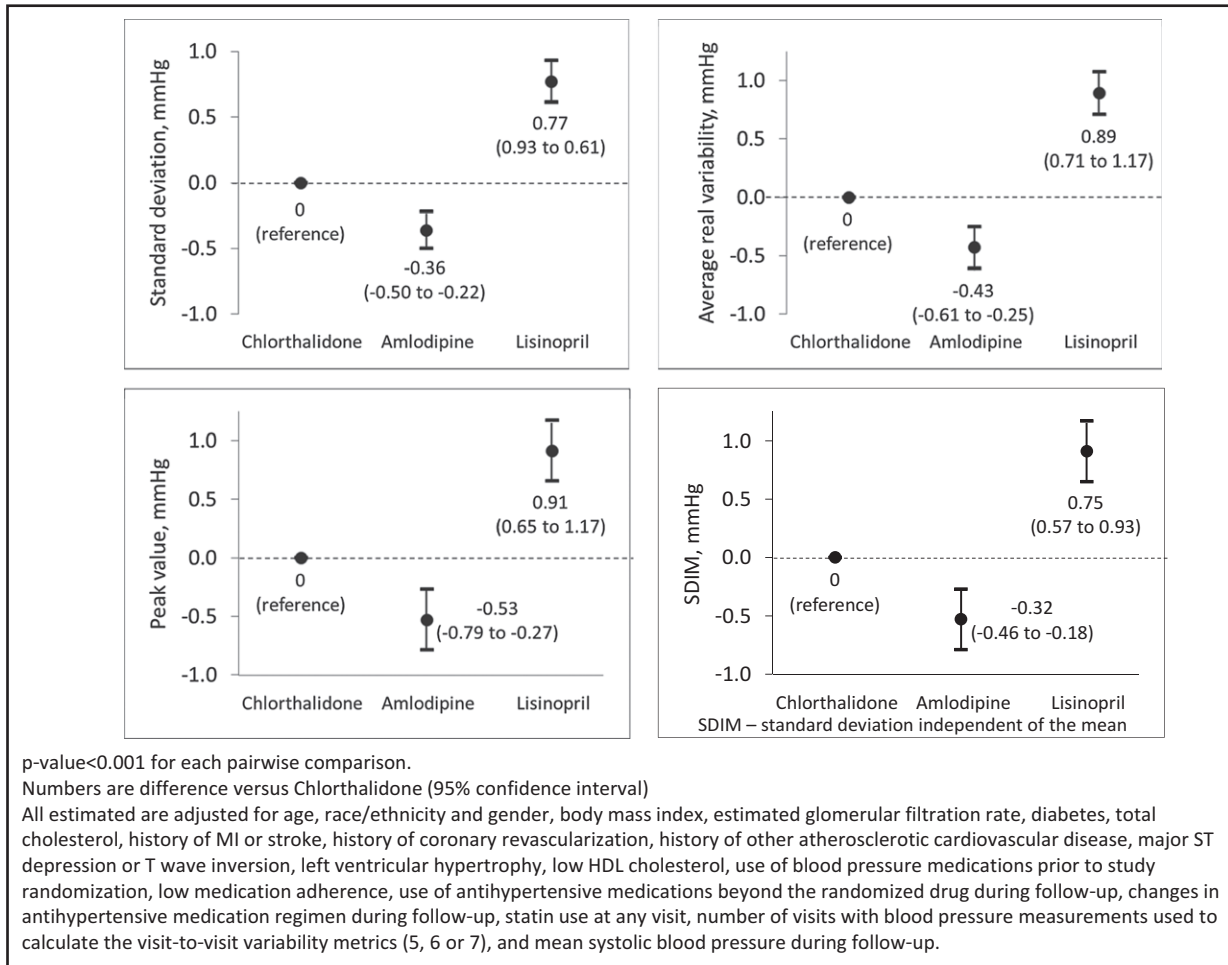 Standard deviation, mmHg
1.0
0.5
0.0
-0.5
-1.0
0
(reference)
-0.36
(-0.50 to -0.22)
0.77
(0.93 to 0.61)
Chlorthalidone Amlodipine Lisinopril
Average real variability, mmHg
1.0
0.5
0.0
-0.5
-1.0
0
(reference)
-0.43
(-0.61 to -0.25)
0.89
(0.71 to 1.17)
Chlorthalidone Amlodipine Lisinopril
Peak value, mmHg
1.0
0.5
0.0
-0.5
-1.0
0
(reference)
-0.53
(-0.79 to -0.27)
0.91
(0.65 to 1.17)
Chlorthalidone Amlodipine Lisinopril
SDIM, mmHg
1.0
0.5
0.0
-0.5
-1.0
0
(reference)
-0.32
(-0.46 to -0.18)
0.75
(0.57 to 0.93)
Chlorthalidone Amlodipine Lisinopril
SDIM – standard deviation independent of the mean
p-value<0.001 for each pairwise comparison.
Numbers are difference versus Chlorthalidone (95% confidence interval)
All estimated are adjusted for age, race/ethnicity and gender, body mass index, estimated glomerular filtration rate, diabetes, total
cholesterol, history of MI or stroke, history of coronary revascularization, history of other atherosclerotic cardiovascular disease, major ST
depression or T wave inversion, left ventricular hypertrophy, low HDL cholesterol, use of blood pressure medications prior to study
randomization, low medication adherence, use of antihypertensive medications beyond the randomized drug during follow-up, changes in
antihypertensive medication regimen during follow-up, statin use at any visit, number of visits with blood pressure measurements used to
calculate the visit-to-visit variability metrics (5, 6 or 7), and mean systolic blood pressure during follow-up.